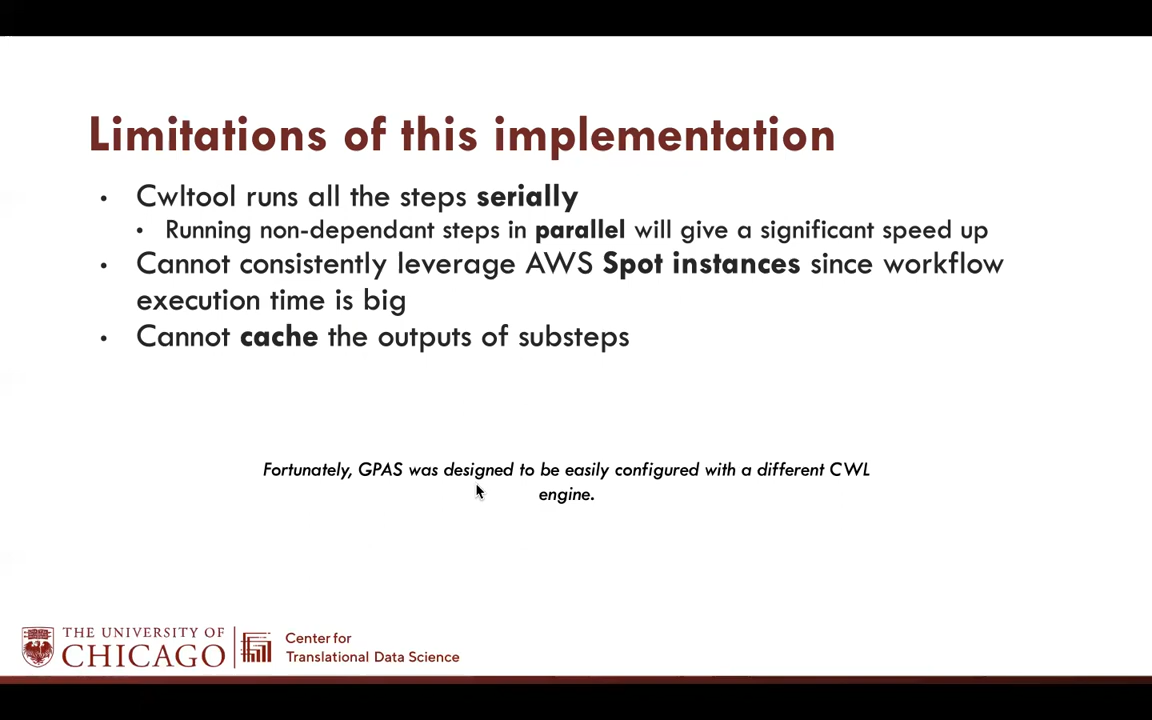 Limitations of this implementation
• Cwltool runs all the steps serially
• Running non-dependant steps in parallel will give a significant speed up
• Cannot consistently leverage AWS Spot instances since workflow
execution time is big
• Cannot cache the outputs of substeps
Fortunately, GPAS was designed to be easily configured with a different CWL
engine.
THE UNIVERSITY OF
CHICAGO
Center for
Translational Data Science